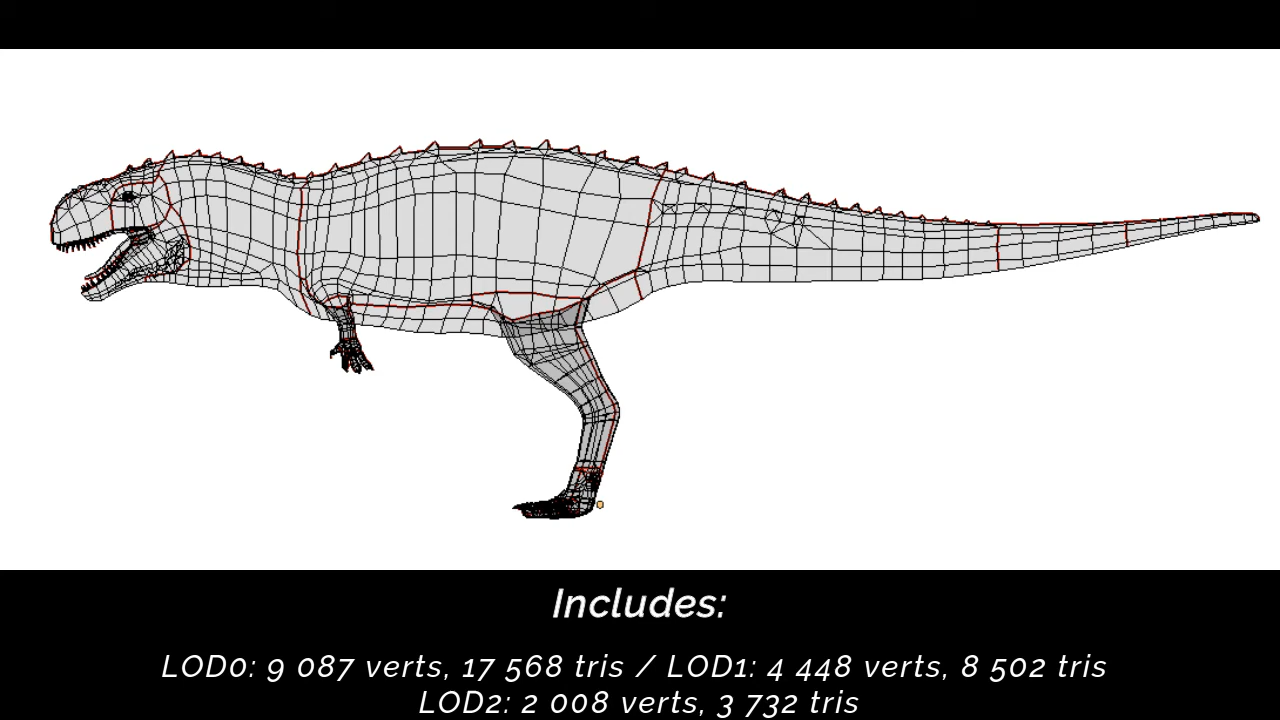 Includes:
LOD0: 9 087 verts, 17 568 tris / LOD1: 4 448 verts, 8 502 tris
LOD2: 2 008 verts, 3 732 tris